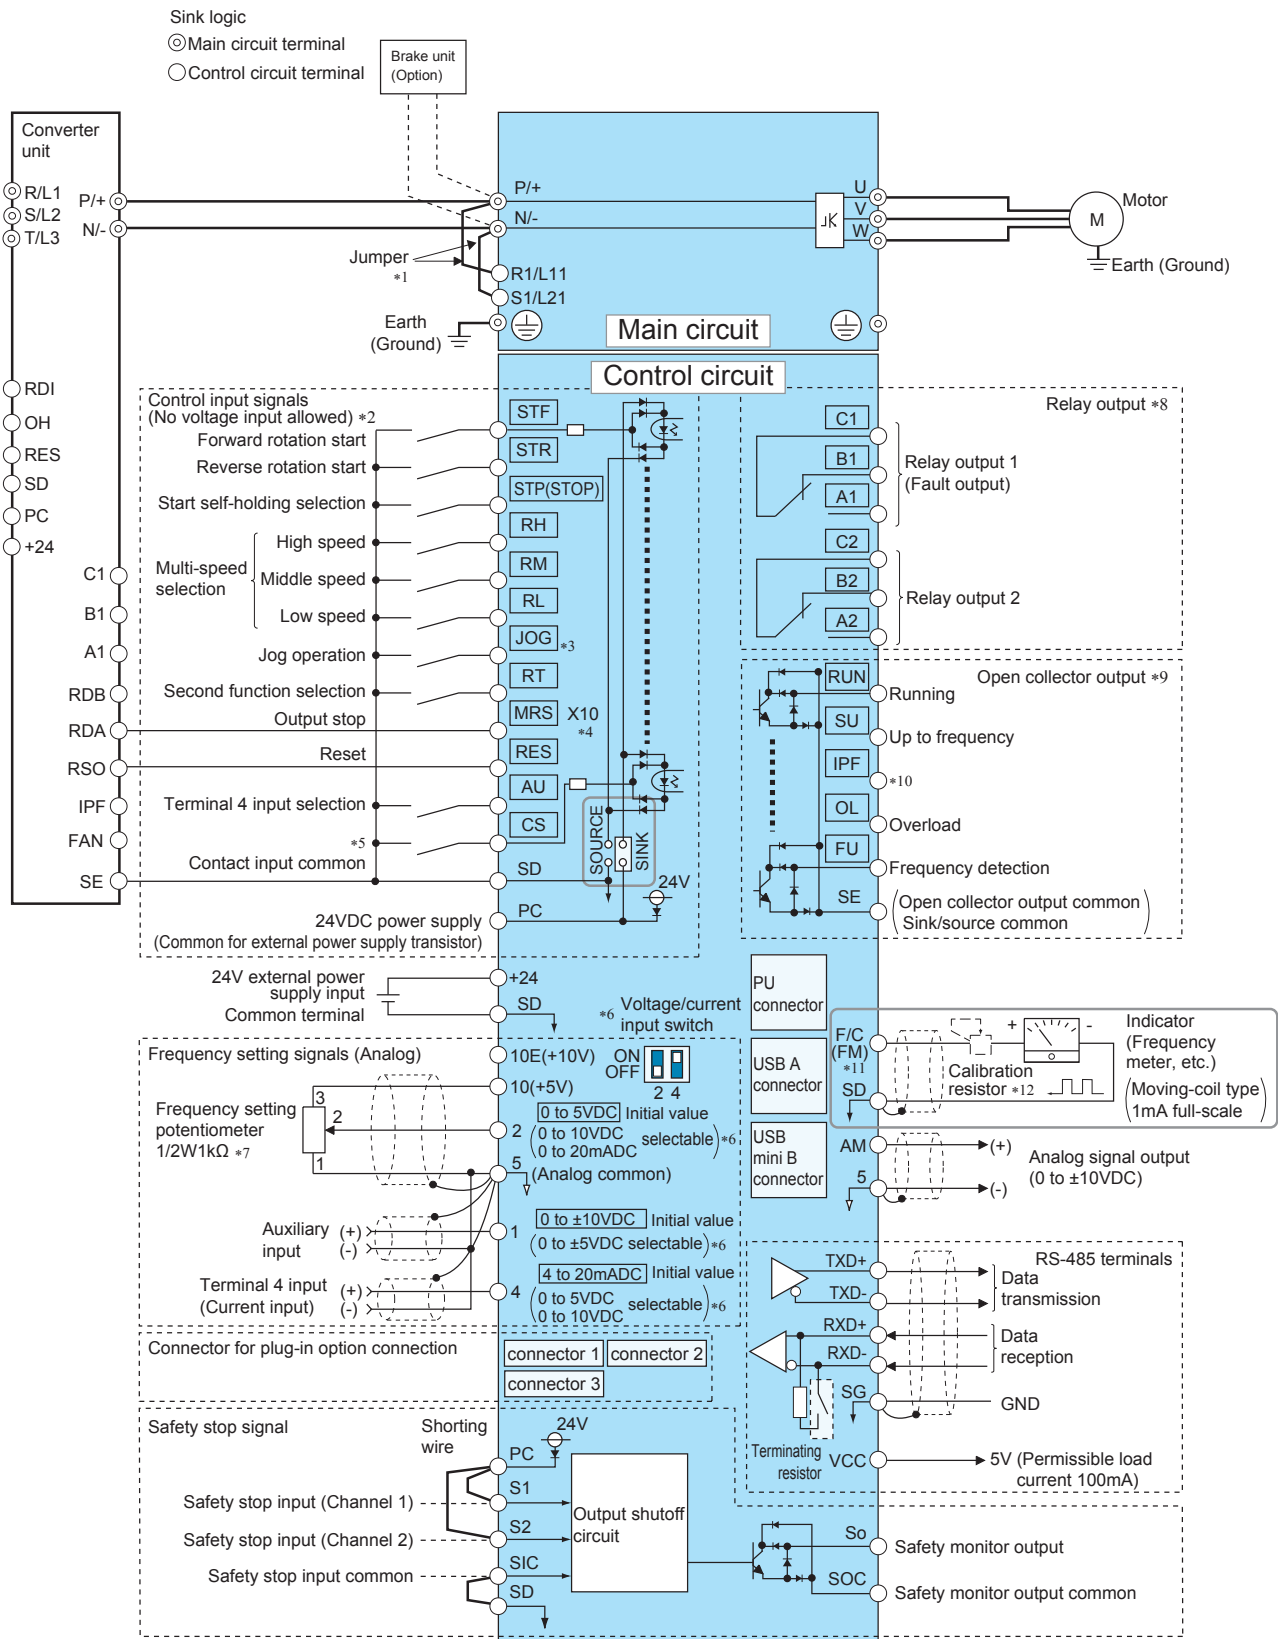 Sink logic
Main circuit terminal
Control circuit terminal
Brake unit
(Option)
Converter
unit
R/L1
S/L2
T/L3
P/+
N/-
P/+
N/-
Jumper
*1
R1/L11
S1/L21
Earth
(Ground)
Main circuit
U
V
W
M
Motor
Earth (Ground)
RDI
OH
RES
SD
PC
+24
C1
B1
A1
RDB
RDA
RSO
IPF
FAN
SE
Control circuit
Control input signals
(No voltage input allowed) *2
Forward rotation start
Reverse rotation start
Start self-holding selection
Multi-speed
selection
High speed
Middle speed
Low speed
Jog operation
Second function selection
Output stop
Reset
Terminal 4 input selection
*5
Contact input common
24VDC power supply
(Common for external power supply transistor)
STF
STR
STP(STOP)
RH
RM
RL
JOG *3
RT
MRS X10
*4
RES
AU
CS
SD
PC
SOURCE
SINK
24V
Relay output *8
C1
B1
A1
Relay output 1
(Fault output)
C2
B2
A2
Relay output 2
Open collector output *9
RUN
Running
SU
Up to frequency
IPF
*10
OL
Overload
FU
Frequency detection
SE
(Open collector output common
Sink/source common)
24V external power
supply input
Common terminal
+24
SD
*6 Voltage/current
input switch
ON
OFF
2 4
PU
connector
USB A
connector
USB
mini B
connector
F/C
(FM)
*11
SD
+ -
Calibration
resistor *12
Indicator
(Frequency
meter, etc.)
(Moving-coil type
1mA full-scale)
AM
5
(+)
(-)
Analog signal output
(0 to ±10VDC)
Frequency setting signals (Analog)
Frequency setting
potentiometer
1/2W1kΩ *7
3
2
1
10E(+10V)
10(+5V)
2
0 to 5VDC Initial value
(0 to 10VDC
0 to 20mADC selectable) *6
5
(Analog common)
Auxiliary
input
(+)
(-)
1
0 to ±10VDC Initial value
(0 to ±5VDC selectable) *6
Terminal 4 input
(Current input)
(+)
(-)
4
4 to 20mADC Initial value
(0 to 5VDC
0 to 10VDC selectable) *6
RS-485 terminals
TXD+
TXD-
Data
transmission
RXD+
RXD-
Data
reception
SG
GND
Terminating
resistor
VCC
5V (Permissible load
current 100mA)
Connector for plug-in option connection
connector 1
connector 2
connector 3
Safety stop signal
Shorting
wire
24V
PC
S1
S2
SIC
SD
Safety stop input (Channel 1)
Safety stop input (Channel 2)
Safety stop input common
Output shutoff
circuit
So
Safety monitor output
SOC
Safety monitor output common